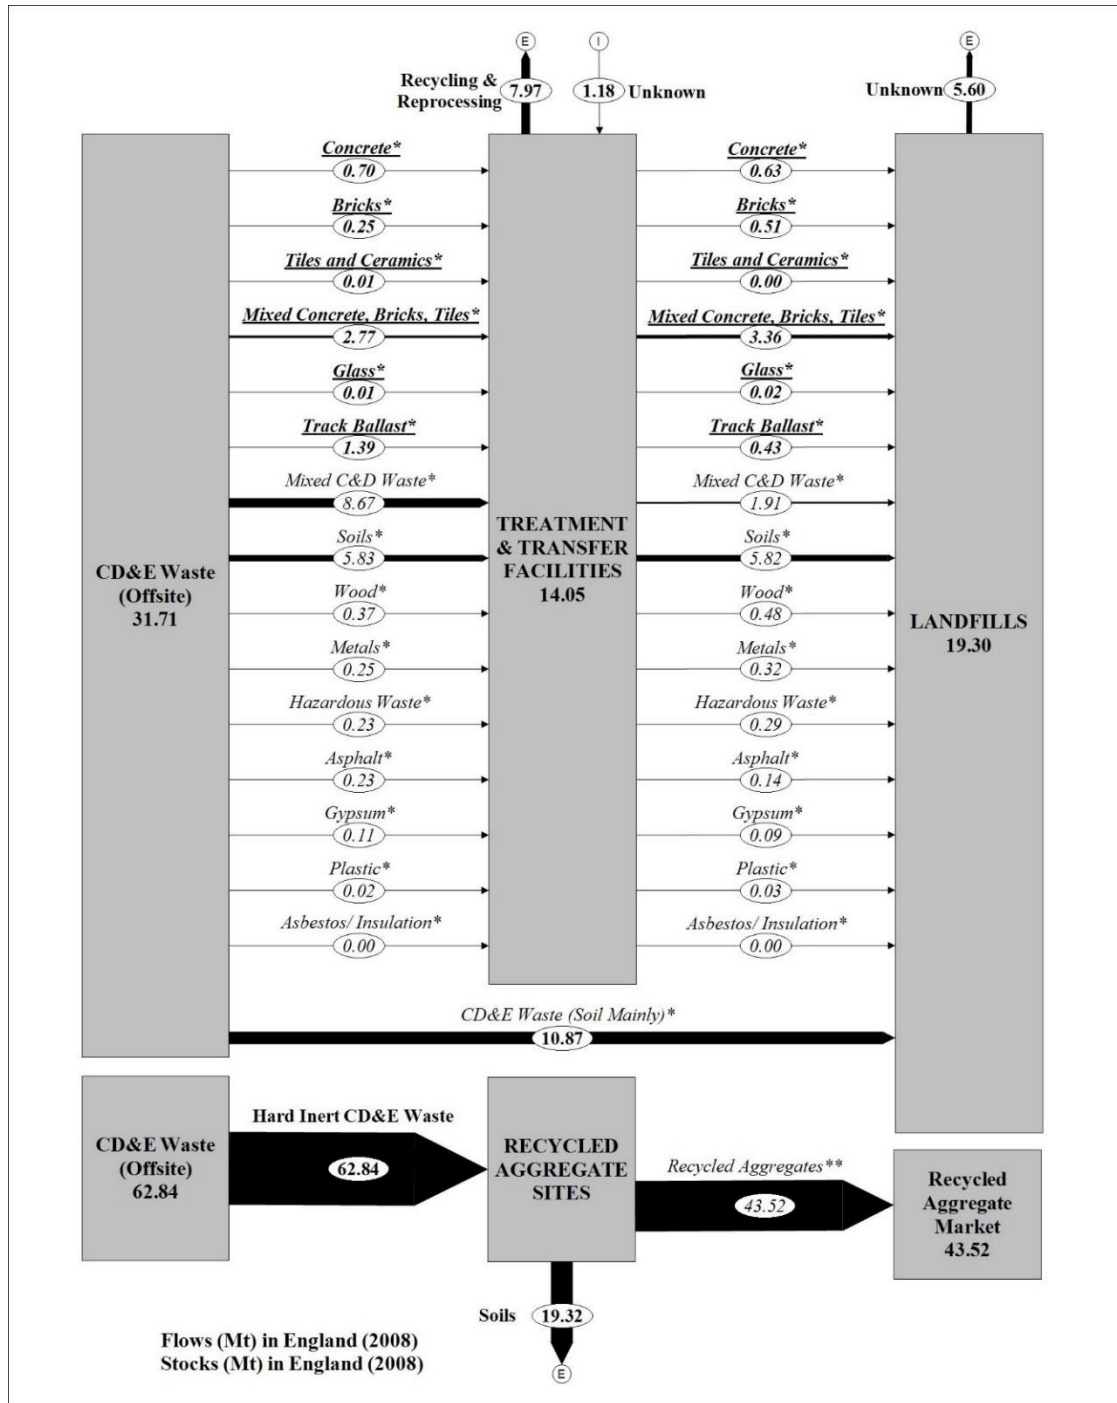 E
I
E
Recycling &
Reprocessing
7.97
1.18
Unknown
Unknown
5.60
Concrete*
0.70
Bricks*
0.25
Tiles and Ceramics*
0.01
Mixed Concrete, Bricks, Tiles*
2.77
Glass*
0.01
Track Ballast*
1.39
Mixed C&D Waste*
8.67
Soils*
5.83
Wood*
0.37
Metals*
0.25
Hazardous Waste*
0.23
Asphalt*
0.23
Gypsum*
0.11
Plastic*
0.02
Asbestos/ Insulation*
0.00
CD&E Waste
(Offsite)
31.71
TREATMENT
& TRANSFER
FACILITIES
14.05
Concrete*
0.63
Bricks*
0.51
Tiles and Ceramics*
0.00
Mixed Concrete, Bricks, Tiles*
3.36
Glass*
0.02
Track Ballast*
0.43
Mixed C&D Waste*
1.91
Soils*
5.82
Wood*
0.48
Metals*
0.32
Hazardous Waste*
0.29
Asphalt*
0.14
Gypsum*
0.09
Plastic*
0.03
Asbestos/ Insulation*
0.00
LANDFILLS
19.30
CD&E Waste (Soil Mainly)*
10.87
CD&E Waste
(Offsite)
62.84
Hard Inert CD&E Waste
62.84
RECYCLED
AGGREGATE
SITES
Recycled Aggregates**
43.52
Recycled
Aggregate
Market
43.52
Soils
19.32
E
Flows (Mt) in England (2008)
Stocks (Mt) in England (2008)